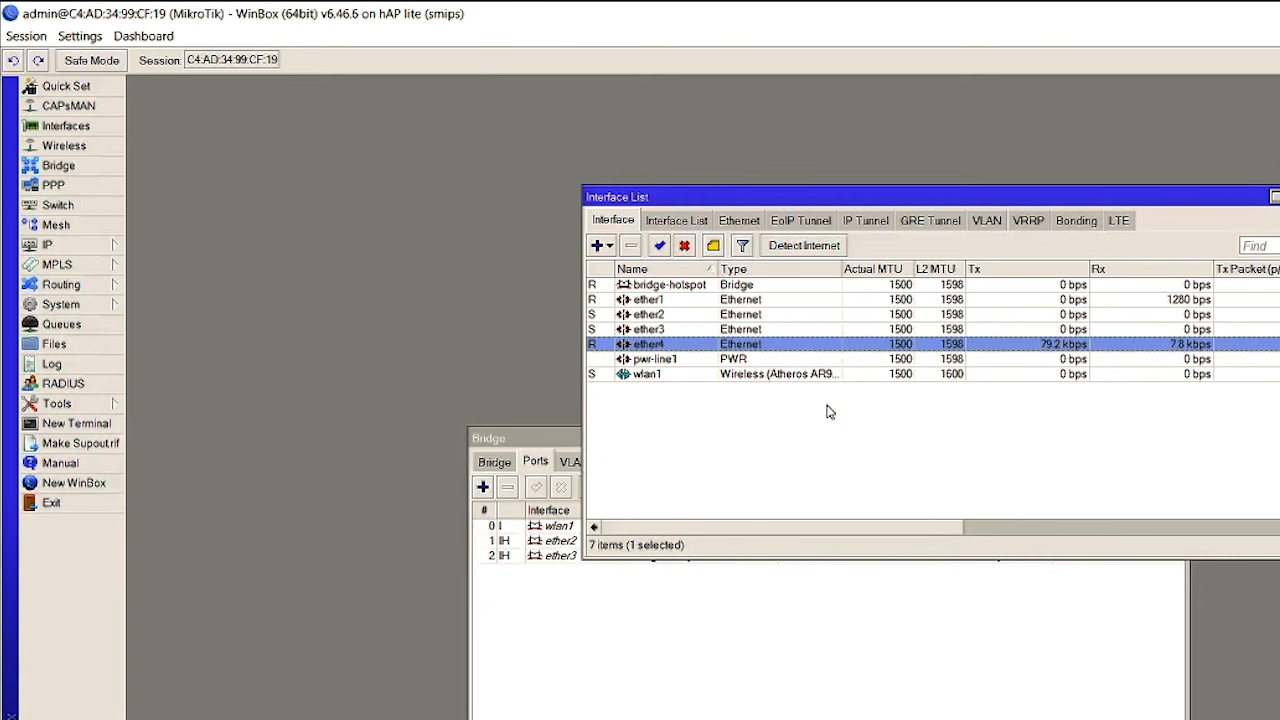 admin@C4:AD:34:99:CF:19 (MikroTik) - WinBox (64bit) v6.46.6 on hAP lite (smips)
Session Settings Dashboard
Safe Mode Session: C4:AD:34:99:CF:19
Quick Set
CAPsMAN
Interfaces
Wireless
Bridge
PPP
Switch
Mesh
IP
MPLS
Routing
System
Queues
Files
Log
RADIUS
Tools
New Terminal
Make Supout.rif
Manual
New WinBox
Exit
Interface List
Interface Interface List Ethernet EoIP Tunnel IP Tunnel GRE Tunnel VLAN VRRP Bonding LTE
Detect Internet Find
Name Type Actual MTU L2 MTU Tx Rx Tx Packet (p/
R bridge-hotspot Bridge 1500 1598 0 bps 0 bps
R ether1 Ethernet 1500 1598 0 bps 1280 bps
S ether2 Ethernet 1500 1598 0 bps 0 bps
S ether3 Ethernet 1500 1598 0 bps 0 bps
R ether4 Ethernet 1500 1598 79.2 kbps 7.8 kbps
pwr-line1 PWR 1500 1598 0 bps 0 bps
S wlan1 Wireless (Atheros AR9... 1500 1600 0 bps 0 bps
7 items (1 selected)
Bridge
Bridge Ports VLA
# Interface
0 I wlan1
1 IH ether2
2 IH ether3